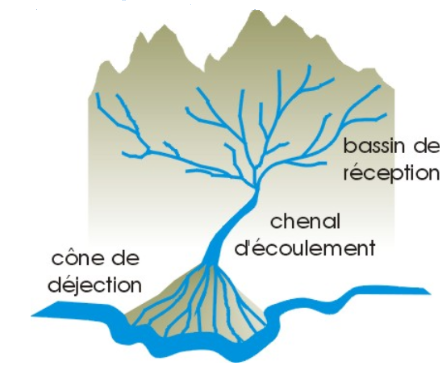 bassin de
réception
chenal
d'écoulement
cône de
déjection